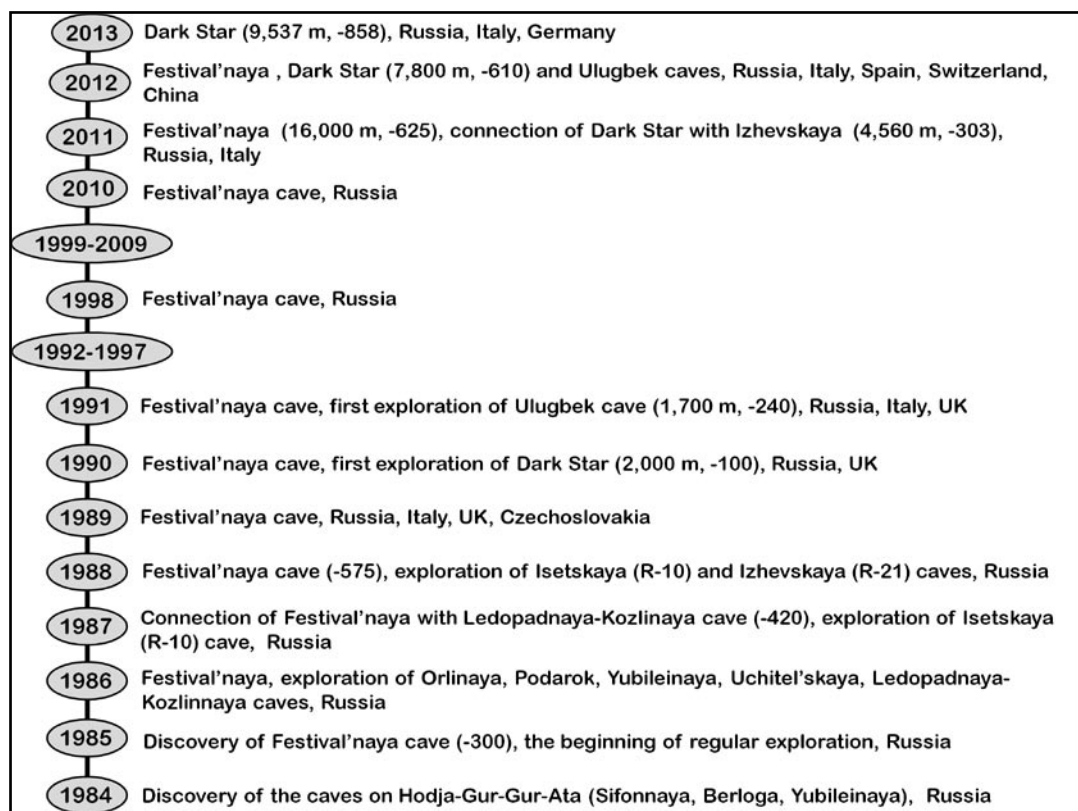 2013 Dark Star (9,537 m, -858), Russia, Italy, Germany
2012 Festival'naya , Dark Star (7,800 m, -610) and Ulugbek caves, Russia, Italy, Spain, Switzerland,
China
2011 Festival'naya (16,000 m, -625), connection of Dark Star with Izhevskaya (4,560 m, -303),
Russia, Italy
2010 Festival'naya cave, Russia
1999-2009
1998 Festival'naya cave, Russia
1992-1997
1991 Festival'naya cave, first exploration of Ulugbek cave (1,700 m, -240), Russia, Italy, UK
1990 Festival'naya cave, first exploration of Dark Star (2,000 m, -100), Russia, UK
1989 Festival'naya cave, Russia, Italy, UK, Czechoslovakia
1988 Festival'naya cave (-575), exploration of Isetskaya (R-10) and Izhevskaya (R-21) caves, Russia
1987 Connection of Festival'naya with Ledopadnaya-Kozlinaya cave (-420), exploration of Isetskaya
(R-10) cave, Russia
1986 Festival'naya, exploration of Orlinaya, Podarok, Yubileinaya, Uchitel'skaya, Ledopadnaya-
Kozlinnaya caves, Russia
1985 Discovery of Festival'naya cave (-300), the beginning of regular exploration, Russia
1984 Discovery of the caves on Hodja-Gur-Gur-Ata (Sifonnaya, Berloga, Yubileinaya), Russia